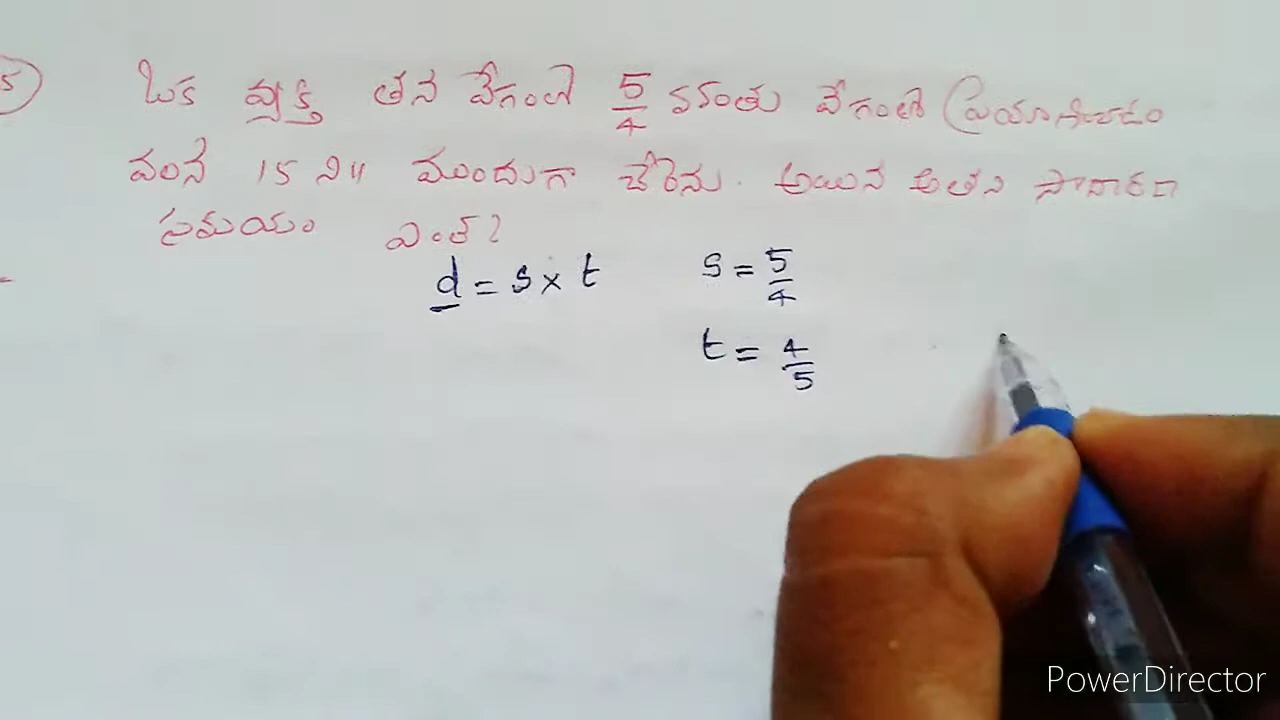 5)
ఒక వ్యక్తి తన వేగంలో 5/4 వంతు వేగంతో ప్రయాణించడం
వలన 15 ని॥ ముందుగా చేరెను. అయిన అతని సాదారణ
సమయం ఎంత?
d = s × t
s = 5/4
t = 4/5
PowerDirector